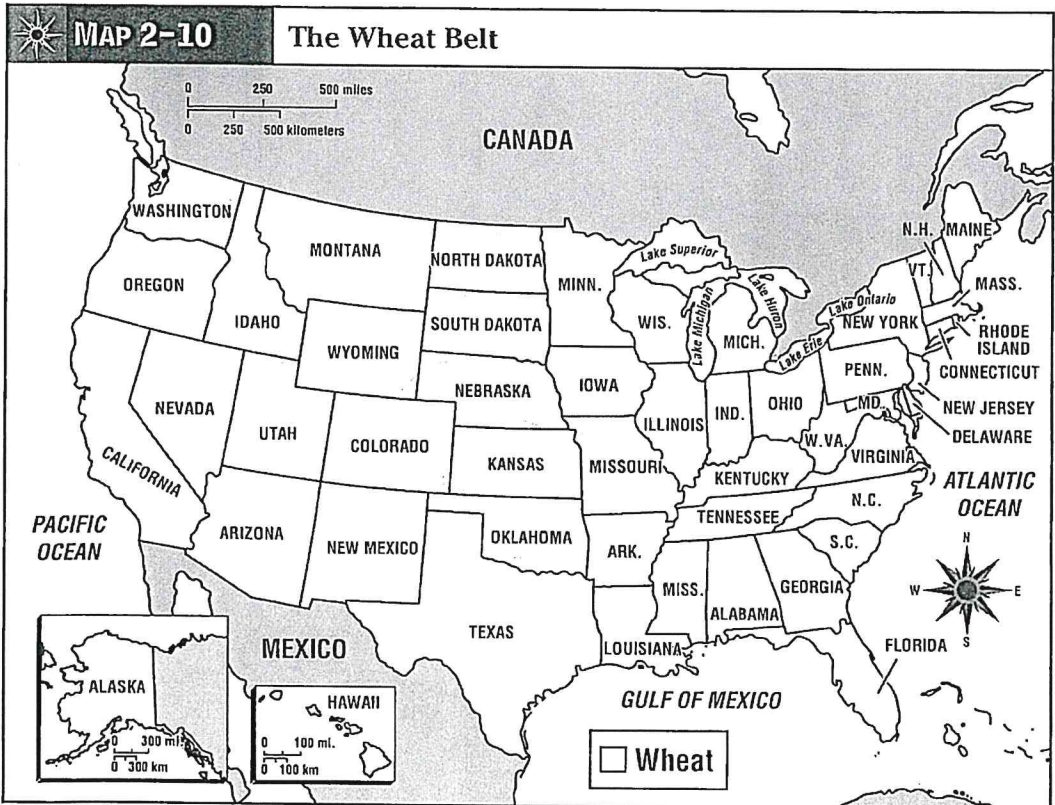 MAP 2-10
The Wheat Belt
0 250 500 miles
0 250 500 kilometers
CANADA
WASHINGTON
MONTANA
NORTH DAKOTA
MINN.
Lake Superior
N.H.
MAINE
OREGON
IDAHO
SOUTH DAKOTA
WIS.
Lake Michigan
Lake Huron
MICH.
Lake Ontario
VT.
MASS.
NEW YORK
RHODE
ISLAND
WYOMING
Lake Erie
CONNECTICUT
NEBRASKA
IOWA
PENN.
NEW JERSEY
NEVADA
UTAH
COLORADO
ILLINOIS
IND.
OHIO
MD.
DELAWARE
W.VA.
VIRGINIA
CALIFORNIA
KANSAS
MISSOURI
KENTUCKY
ATLANTIC
OCEAN
PACIFIC
OCEAN
ARIZONA
NEW MEXICO
OKLAHOMA
ARK.
TENNESSEE
N.C.
S.C.
MISS.
ALABAMA
GEORGIA
N
W E
S
TEXAS
LOUISIANA
FLORIDA
MEXICO
GULF OF MEXICO
ALASKA
0 300 mi.
0 300 km
HAWAII
0 100 mi.
0 100 km
Wheat